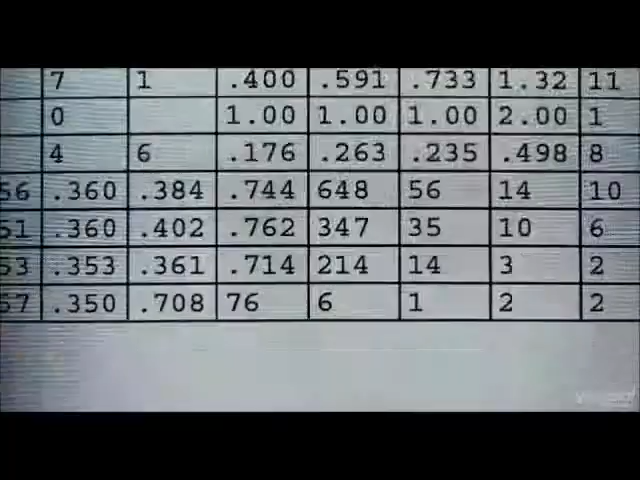 7 1 .400 .591 .733 1.32 11
0 1.00 1.00 1.00 2.00 1
4 6 .176 .263 .235 .498 8
56 .360 .384 .744 648 56 14 10
51 .360 .402 .762 347 35 10 6
53 .353 .361 .714 214 14 3 2
57 .350 .708 76 6 1 2 2